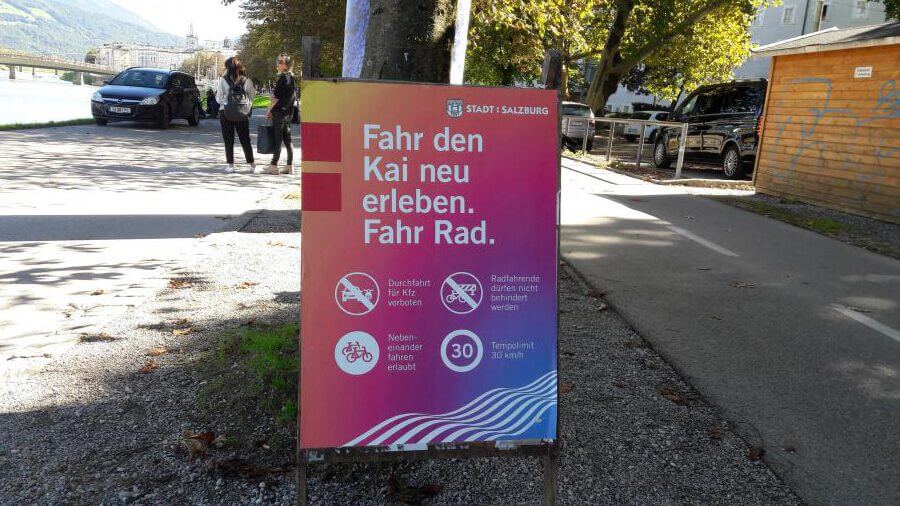 STADT : SALZBURG
Fahr den
Kai neu
erleben.
Fahr Rad.
Durchfahrt
für Kfz
verboten
Radfahrende
dürfen nicht
behindert
werden
Neben-
einander
fahren
erlaubt
30
Tempolimit
30 km/h